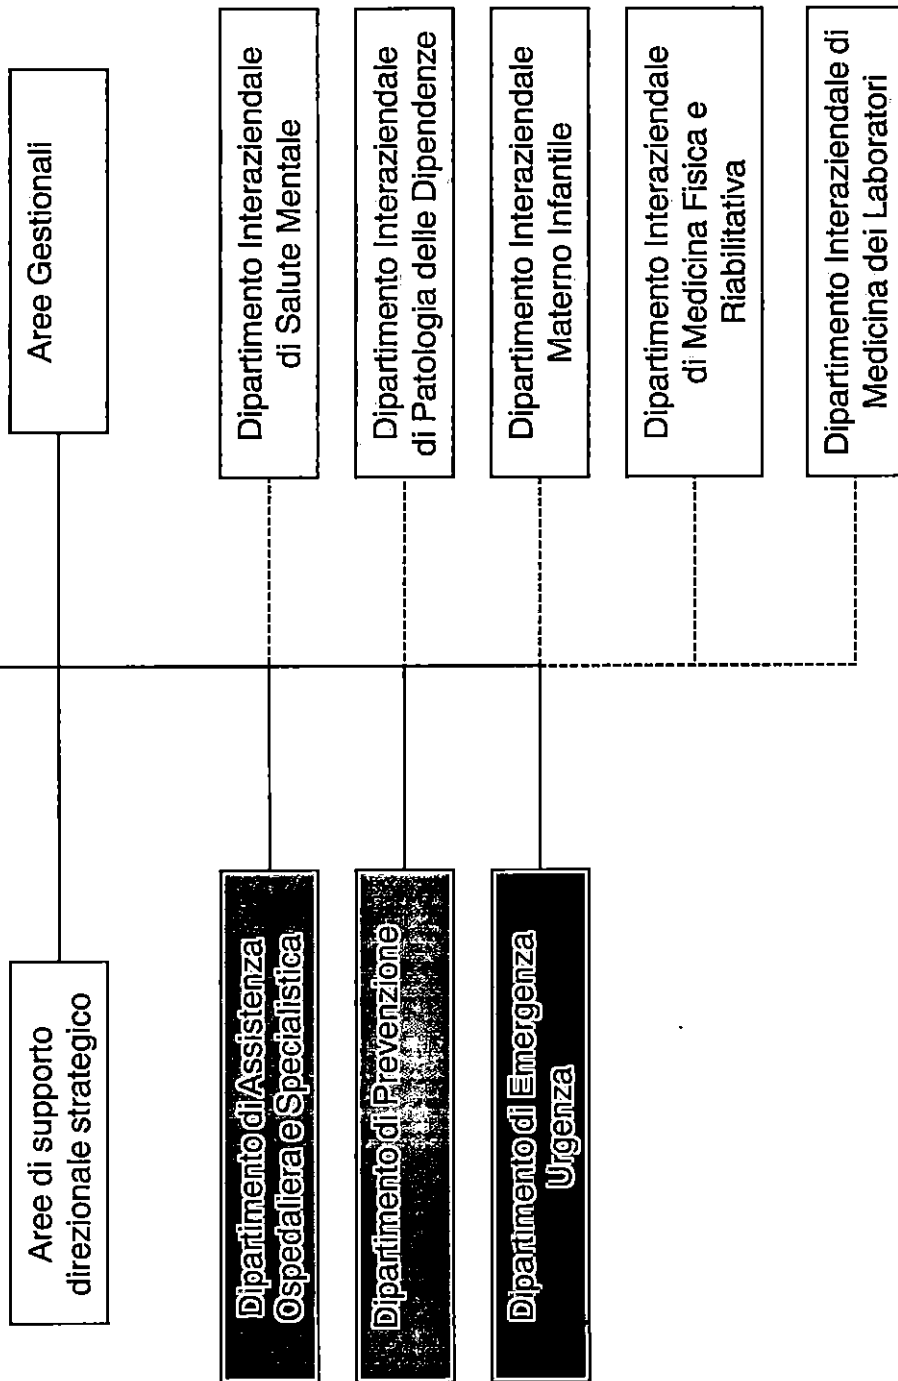 Aree di supporto
direzionale strategico
Aree Gestionali
Dipartimento di Assistenza
Ospedaliera e Specialistica
Dipartimento Interaziendale
di Salute Mentale
Dipartimento di Prevenzione
Dipartimento Interaziendale
di Patologia delle Dipendenze
Dipartimento di Emergenza
Urgenza
Dipartimento Interaziendale
Materno Infantile
Dipartimento Interaziendale
di Medicina Fisica e
Riabilitativa
Dipartimento Interaziendale di
Medicina dei Laboratori